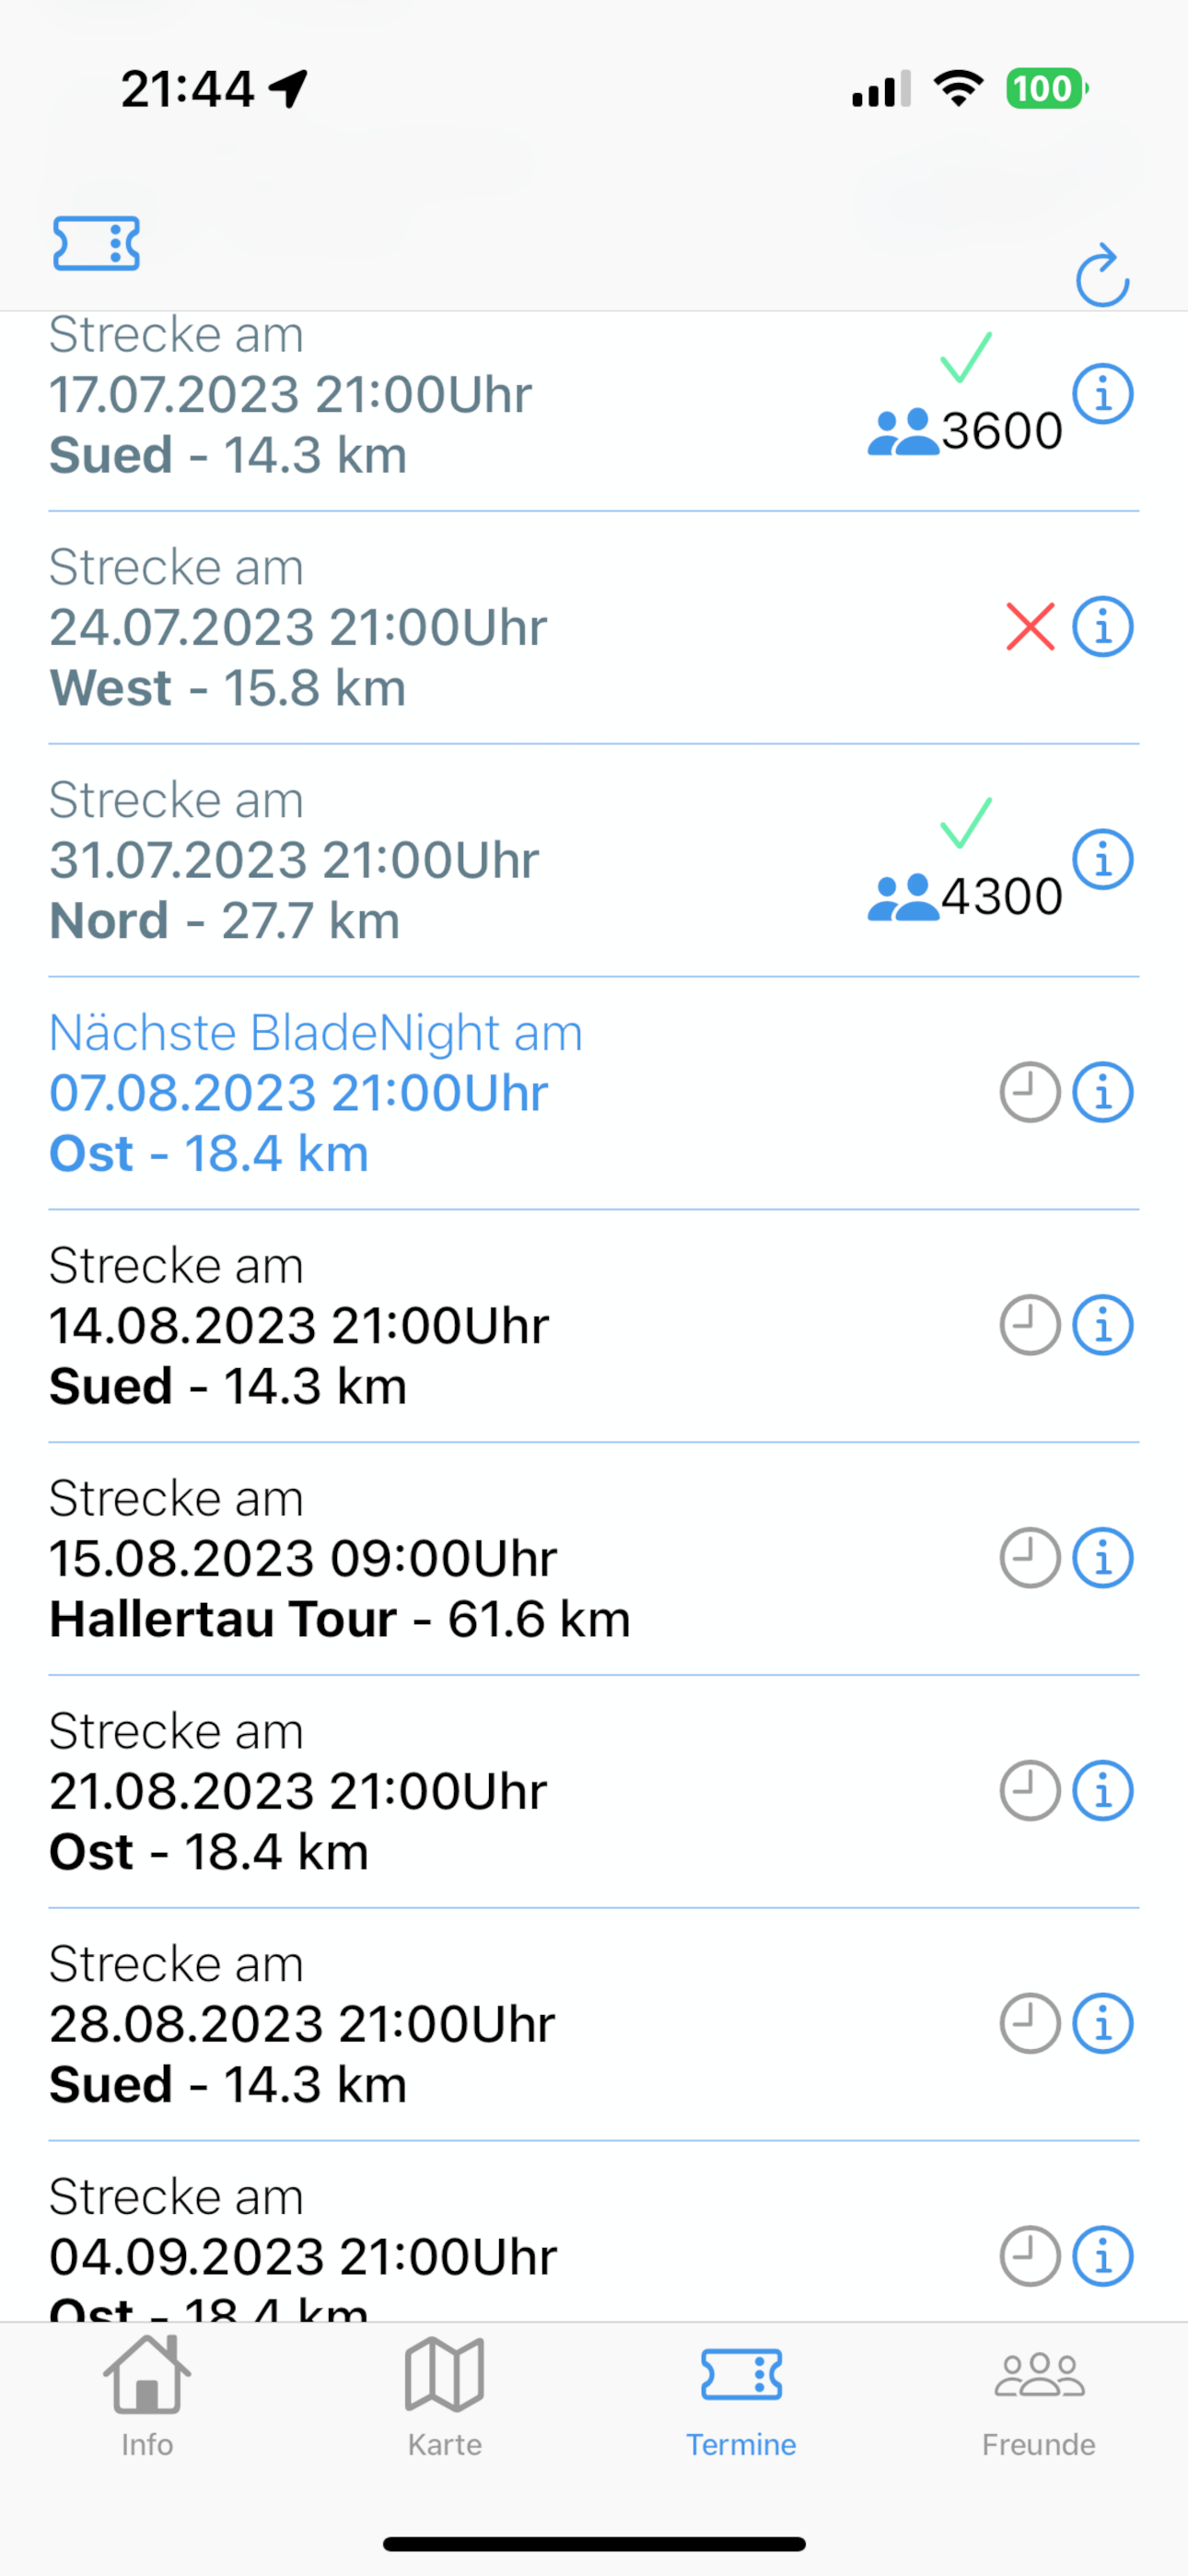 21:44
100
Strecke am
17.07.2023 21:00Uhr
Sued - 14.3 km
3600
Strecke am
24.07.2023 21:00Uhr
West - 15.8 km
Strecke am
31.07.2023 21:00Uhr
Nord - 27.7 km
4300
Nächste BladeNight am
07.08.2023 21:00Uhr
Ost - 18.4 km
Strecke am
14.08.2023 21:00Uhr
Sued - 14.3 km
Strecke am
15.08.2023 09:00Uhr
Hallertau Tour - 61.6 km
Strecke am
21.08.2023 21:00Uhr
Ost - 18.4 km
Strecke am
28.08.2023 21:00Uhr
Sued - 14.3 km
Strecke am
04.09.2023 21:00Uhr
Ost - 18.4 km
Info
Karte
Termine
Freunde